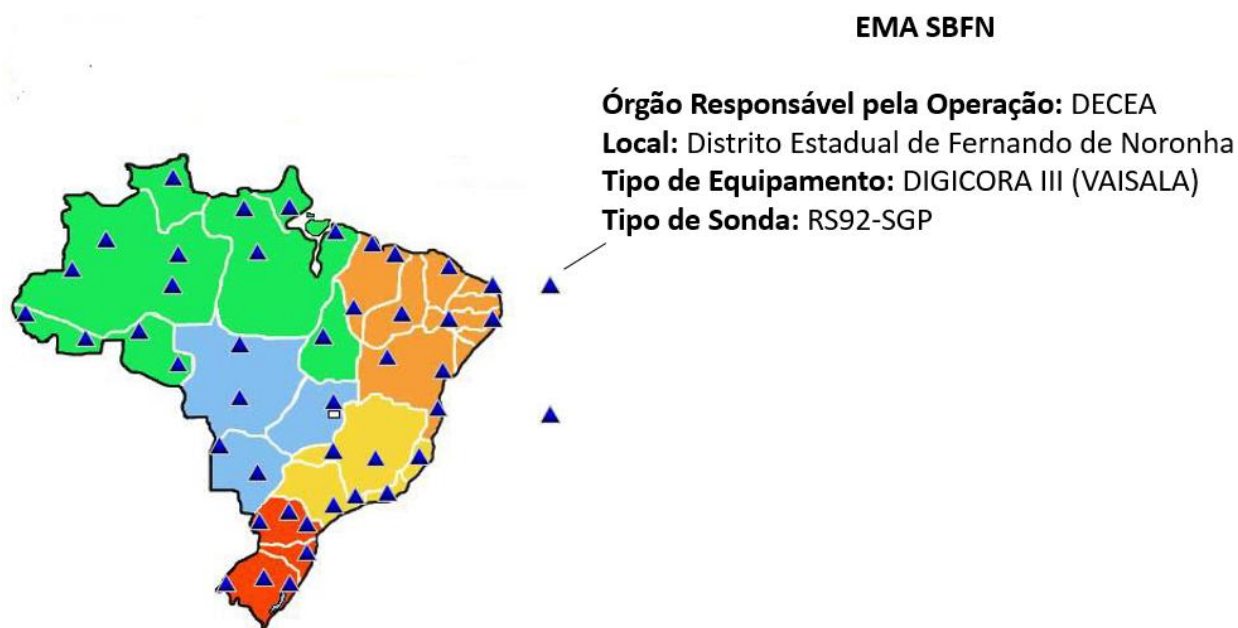 EMA SBFN
Órgão Responsável pela Operação: DECEA
Local: Distrito Estadual de Fernando de Noronha
Tipo de Equipamento: DIGICORA III (VAISALA)
Tipo de Sonda: RS92-SGP